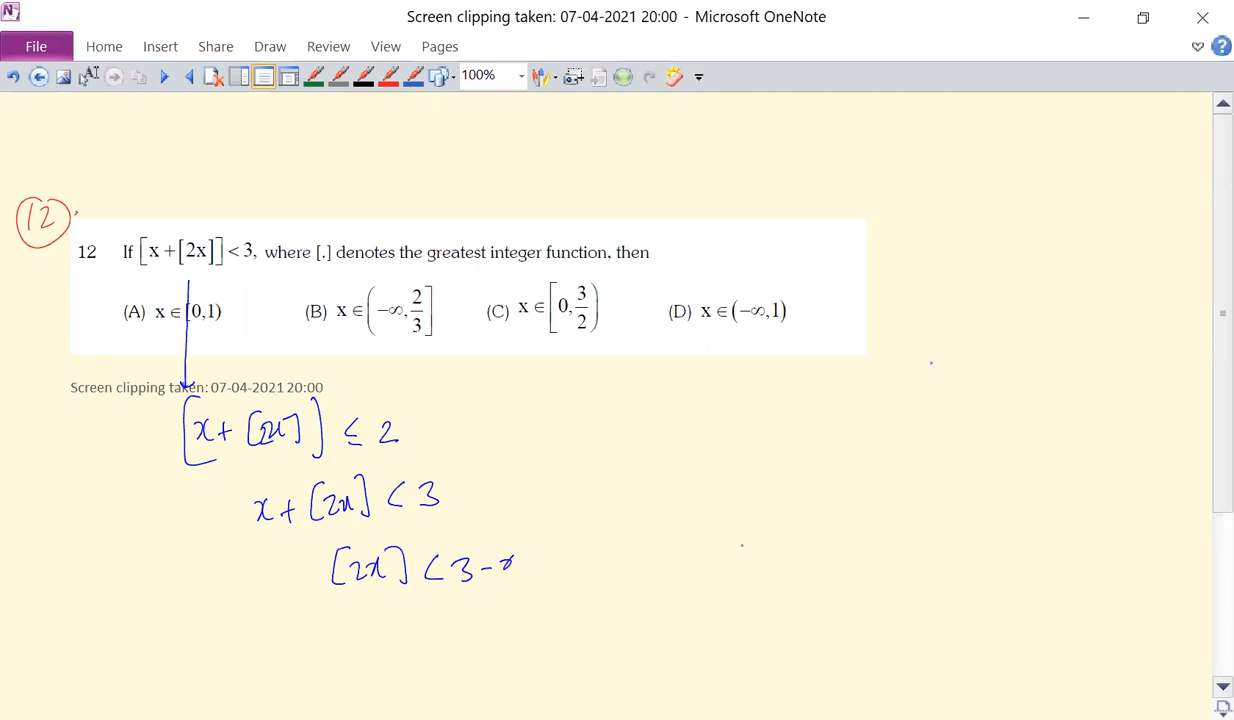 Screen clipping taken: 07-04-2021 20:00 - Microsoft OneNote
File Home Insert Share Draw Review View Pages
100%
12
12 If [x + [2x]] < 3, where [.] denotes the greatest integer function, then
(A) x ∈ [0,1) (B) x ∈ (-∞, 2/3] (C) x ∈ [0, 3/2) (D) x ∈ (-∞,1)
Screen clipping taken: 07-04-2021 20:00
[x + [2x]] ≤ 2
x + [2x] < 3
[2x] < 3 - x